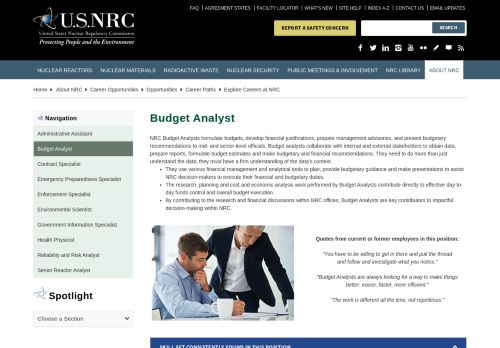 FAQ | AGREEMENT STATES | FACILITY LOCATOR | WHAT'S NEW | SITE HELP | INDEX A-Z | CONTACT US | EMAIL UPDATES
U.S.NRC
United States Nuclear Regulatory Commission
Protecting People and the Environment
REPORT A SAFETY CONCERN
SEARCH
NUCLEAR REACTORS
NUCLEAR MATERIALS
RADIOACTIVE WASTE
NUCLEAR SECURITY
PUBLIC MEETINGS & INVOLVEMENT
NRC LIBRARY
ABOUT NRC
Home
About NRC
Career Opportunities
Opportunities
Career Paths
Explore Careers at NRC
Navigation
Administrative Assistant
Budget Analyst
Contract Specialist
Emergency Preparedness Specialist
Enforcement Specialist
Environmental Scientist
Government Information Specialist
Health Physicist
Reliability and Risk Analyst
Senior Reactor Analyst
Spotlight
Choose a Section
Budget Analyst
NRC Budget Analysts formulate budgets, develop financial justifications, prepare management advisories, and present budgetary
recommendations to mid- and senior-level officials. Budget analysts collaborate with internal and external stakeholders to obtain data,
prepare reports, formulate budget estimates and make budgetary and financial recommendations. They need to do more than just
understand the data; they must have a firm understanding of the data's context.
They use various financial management and analytical tools to plan, provide budgetary guidance and make presentations to assist
NRC decision-makers to execute their financial and budgetary duties.
The research, planning and cost and economic analysis work performed by Budget Analysts contribute directly to effective day-to-
day funds control and overall budget execution.
By contributing to the research and financial discussions within NRC offices, Budget Analysts are key contributors to impactful
decision-making within NRC.
Quotes from current or former employees in this position:
"You have to be willing to get in there and pull the thread
and follow and investigate what you notice."
"Budget Analysts are always looking for a way to make things
better: easier, faster, more efficient."
"The work is different all the time, not repetitious."
SKILL SET CONSISTENTLY FOUND IN THIS POSITION